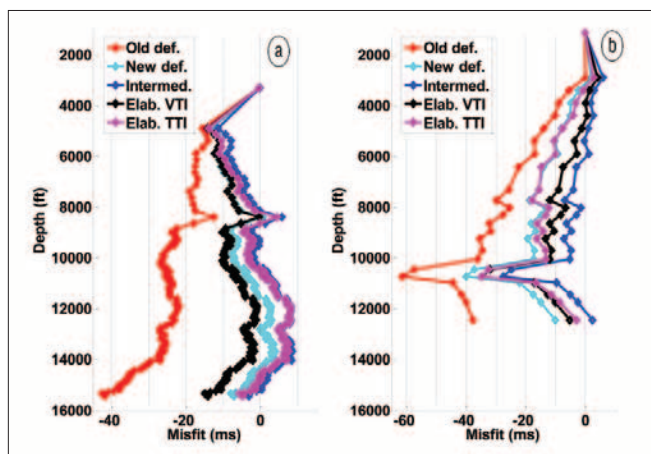 a
Old def.
New def.
Intermed.
Elab. VTI
Elab. TTI
Depth (ft)
2000
4000
6000
8000
10000
12000
14000
16000
-40 -20 0
Misfit (ms)
b
Old def.
New def.
Intermed.
Elab. VTI
Elab. TTI
Depth (ft)
2000
4000
6000
8000
10000
12000
14000
16000
-60 -40 -20 0
Misfit (ms)